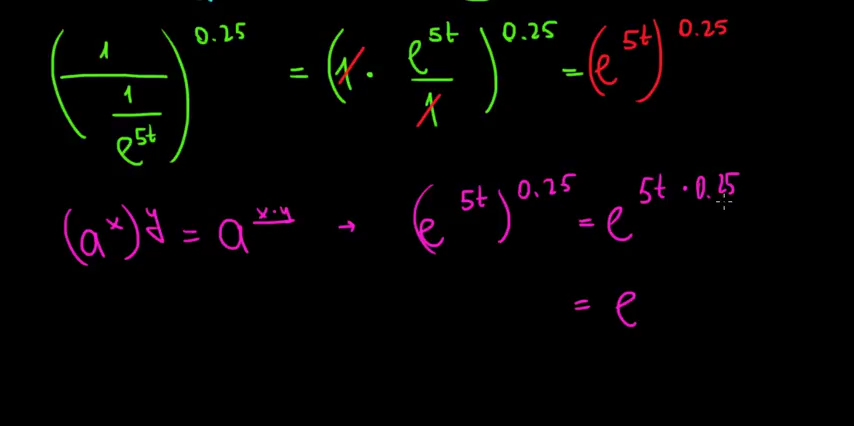 (1 / (1 / e^{5t}))^{0.25} = (1 · e^{5t} / 1)^{0.25} = (e^{5t})^{0.25}
(a^x)^y = a^{x·y} → (e^{5t})^{0.25} = e^{5t · 0.25}
= e